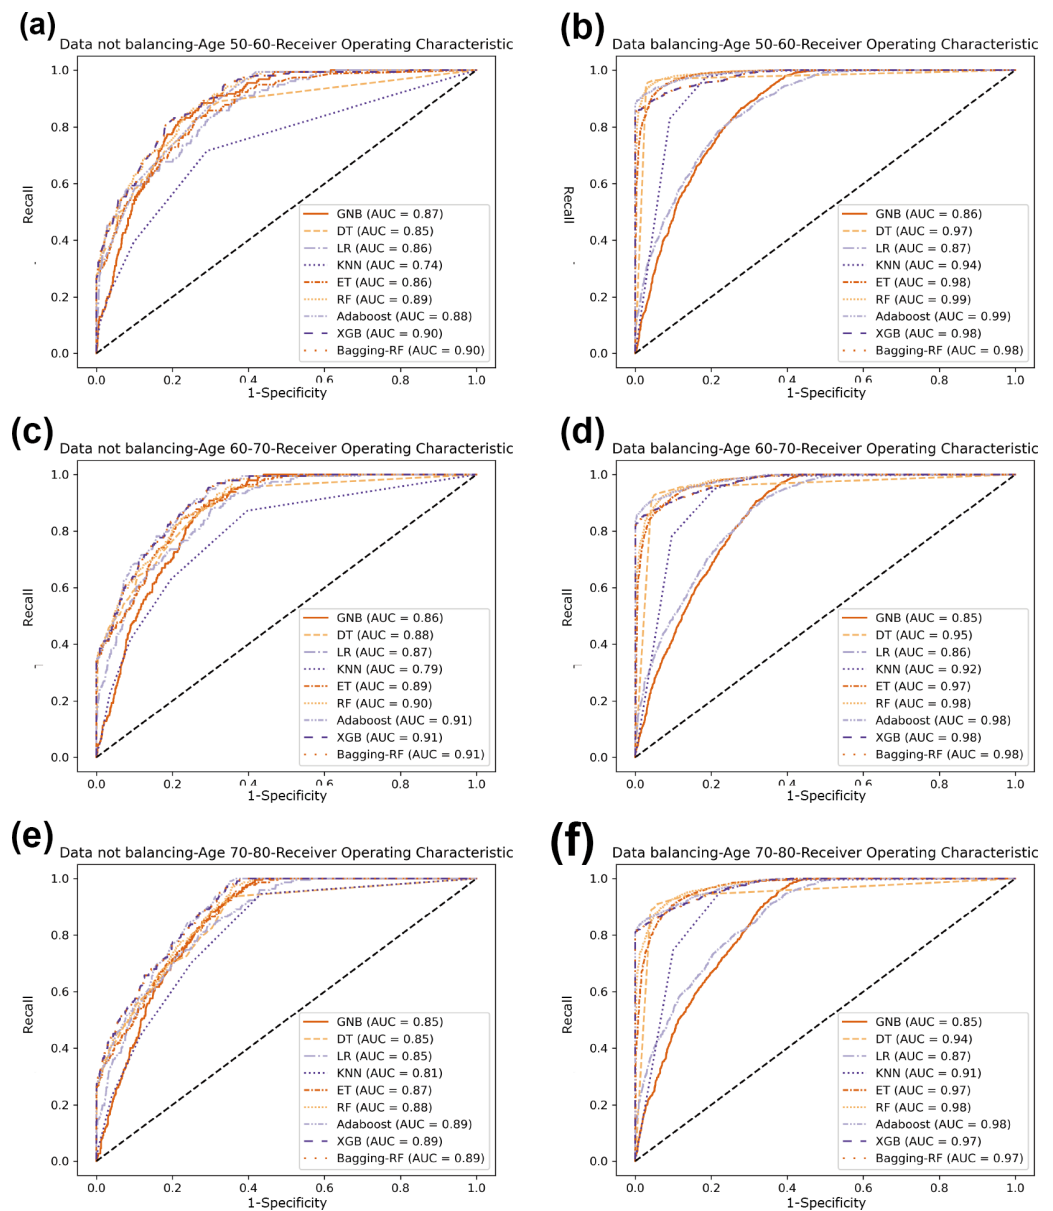 (a)
Data not balancing-Age 50-60-Receiver Operating Characteristic
1.0
0.8
0.6
0.4
0.2
0.0
Recall
GNB (AUC = 0.87)
DT (AUC = 0.85)
LR (AUC = 0.86)
KNN (AUC = 0.74)
ET (AUC = 0.86)
RF (AUC = 0.89)
Adaboost (AUC = 0.88)
XGB (AUC = 0.90)
Bagging-RF (AUC = 0.90)
0.0 0.2 0.4 0.6 0.8 1.0
1-Specificity
(b)
Data balancing-Age 50-60-Receiver Operating Characteristic
1.0
0.8
0.6
0.4
0.2
0.0
Recall
GNB (AUC = 0.86)
DT (AUC = 0.97)
LR (AUC = 0.87)
KNN (AUC = 0.94)
ET (AUC = 0.98)
RF (AUC = 0.99)
Adaboost (AUC = 0.99)
XGB (AUC = 0.98)
Bagging-RF (AUC = 0.98)
0.0 0.2 0.4 0.6 0.8 1.0
1-Specificity
(c)
Data not balancing-Age 60-70-Receiver Operating Characteristic
1.0
0.8
0.6
0.4
0.2
0.0
Recall
GNB (AUC = 0.86)
DT (AUC = 0.88)
LR (AUC = 0.87)
KNN (AUC = 0.79)
ET (AUC = 0.89)
RF (AUC = 0.90)
Adaboost (AUC = 0.91)
XGB (AUC = 0.91)
Bagging-RF (AUC = 0.91)
0.0 0.2 0.4 0.6 0.8 1.0
1-Specificity
(d)
Data balancing-Age 60-70-Receiver Operating Characteristic
1.0
0.8
0.6
0.4
0.2
0.0
Recall
GNB (AUC = 0.85)
DT (AUC = 0.95)
LR (AUC = 0.86)
KNN (AUC = 0.92)
ET (AUC = 0.97)
RF (AUC = 0.98)
Adaboost (AUC = 0.98)
XGB (AUC = 0.98)
Bagging-RF (AUC = 0.98)
0.0 0.2 0.4 0.6 0.8 1.0
1-Specificity
(e)
Data not balancing-Age 70-80-Receiver Operating Characteristic
1.0
0.8
0.6
0.4
0.2
0.0
Recall
GNB (AUC = 0.85)
DT (AUC = 0.85)
LR (AUC = 0.85)
KNN (AUC = 0.81)
ET (AUC = 0.87)
RF (AUC = 0.88)
Adaboost (AUC = 0.89)
XGB (AUC = 0.89)
Bagging-RF (AUC = 0.89)
0.0 0.2 0.4 0.6 0.8 1.0
1-Specificity
(f)
Data balancing-Age 70-80-Receiver Operating Characteristic
1.0
0.8
0.6
0.4
0.2
0.0
Recall
GNB (AUC = 0.85)
DT (AUC = 0.94)
LR (AUC = 0.87)
KNN (AUC = 0.91)
ET (AUC = 0.97)
RF (AUC = 0.98)
Adaboost (AUC = 0.98)
XGB (AUC = 0.97)
Bagging-RF (AUC = 0.97)
0.0 0.2 0.4 0.6 0.8 1.0
1-Specificity